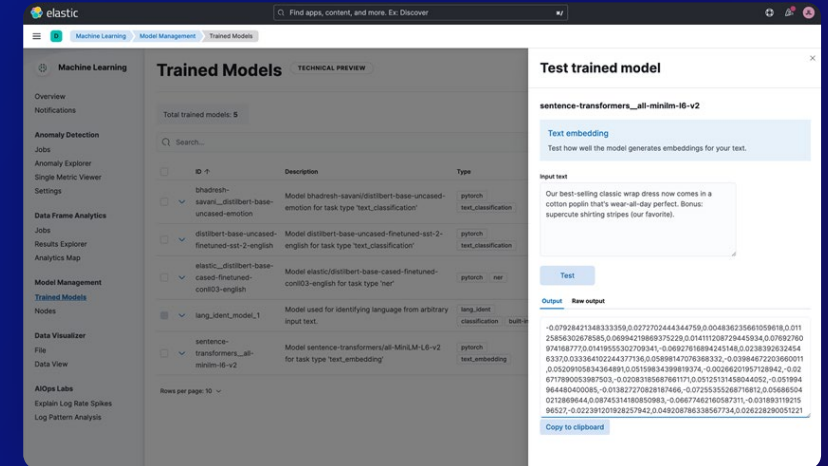 elastic
Find apps, content, and more. Ex: Discover
D
Machine Learning
Model Management
Trained Models
Machine Learning
Overview
Notifications
Anomaly Detection
Jobs
Anomaly Explorer
Single Metric Viewer
Settings
Data Frame Analytics
Jobs
Results Explorer
Analytics Map
Model Management
Trained Models
Nodes
Data Visualizer
File
Data View
AIOps Labs
Explain Log Rate Spikes
Log Pattern Analysis
Trained Models
TECHNICAL PREVIEW
Total trained models: 5
Search...
ID ↑ Description Type
bhadresh-
savani__distilbert-base-
uncased-emotion
Model bhadresh-savani/distilbert-base-uncased-
emotion for task type 'text_classification'
pytorch
text_classification
distilbert-base-uncased-
finetuned-sst-2-english
Model distilbert-base-uncased-finetuned-sst-2-
english for task type 'text_classification'
pytorch
text_classification
elastic__distilbert-base-
cased-finetuned-
conll03-english
Model elastic/distilbert-base-cased-finetuned-
conll03-english for task type 'ner'
pytorch ner
lang_ident_model_1
Model used for identifying language from arbitrary
input text.
lang_ident
classification built-in
sentence-
transformers__all-
minilm-l6-v2
Model sentence-transformers/all-MiniLM-L6-v2 for
task type 'text_embedding'
pytorch
text_embedding
Rows per page: 10
Test trained model
sentence-transformers__all-minilm-l6-v2
Text embedding
Test how well the model generates embeddings for your text.
Input text
Our best-selling classic wrap dress now comes in a
cotton poplin that's wear-all-day perfect. Bonus:
supercute shirting stripes (our favorite).
Test
Output Raw output
Copy to clipboard